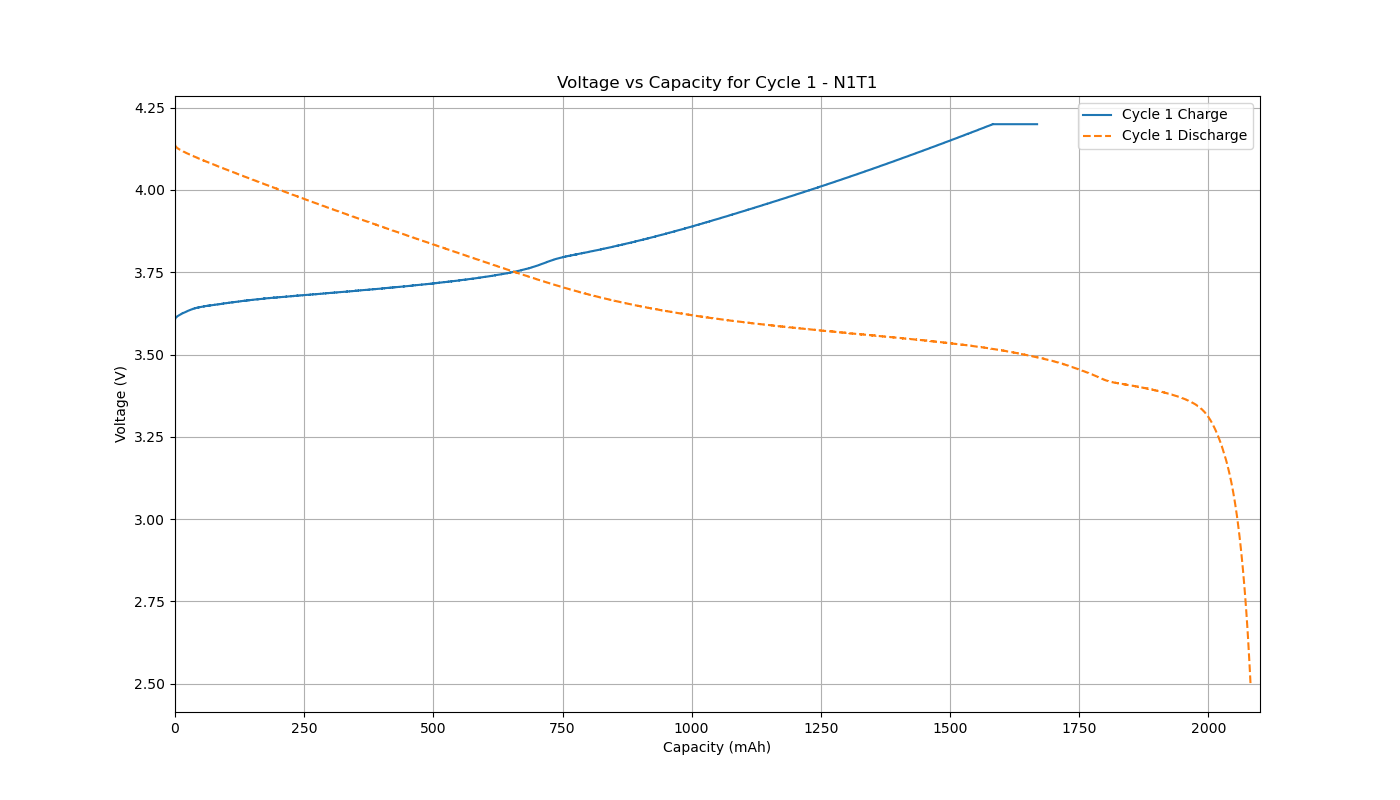 Voltage vs Capacity for Cycle 1 - N1T1
Cycle 1 Charge
Cycle 1 Discharge
4.25
4.00
3.75
3.50
3.25
3.00
2.75
2.50
Voltage (V)
0 250 500 750 1000 1250 1500 1750 2000
Capacity (mAh)